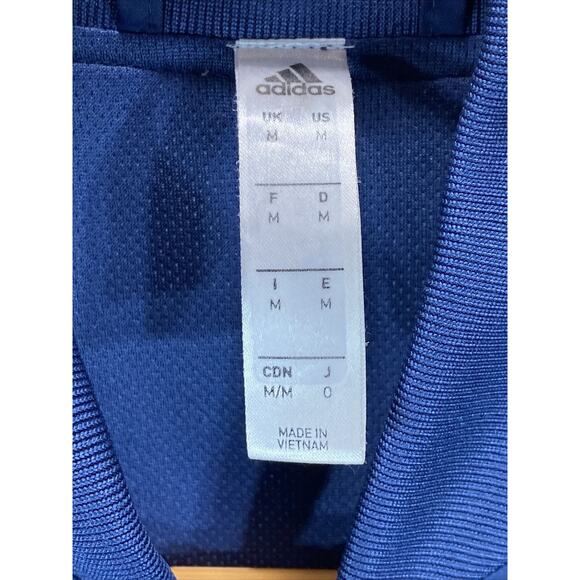 adidas
UK US
M M
F D
M M
I E
M M
CDN J
M/M O
MADE IN
VIETNAM